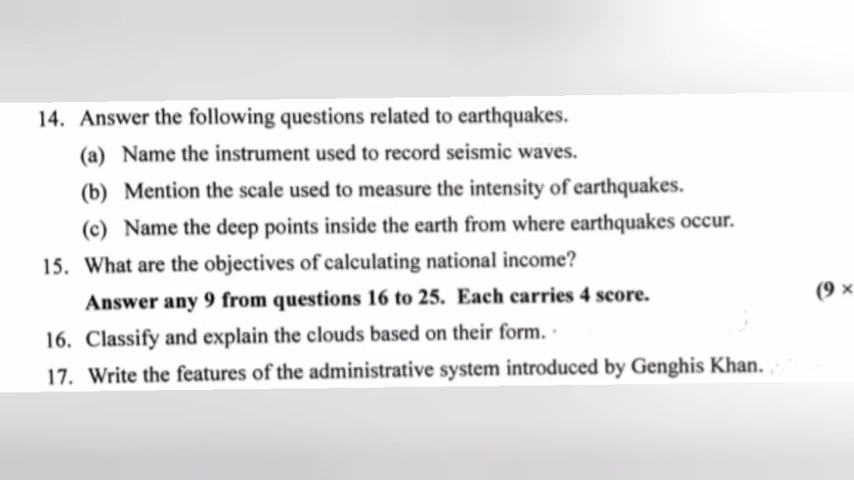 14. Answer the following questions related to earthquakes.
(a) Name the instrument used to record seismic waves.
(b) Mention the scale used to measure the intensity of earthquakes.
(c) Name the deep points inside the earth from where earthquakes occur.
15. What are the objectives of calculating national income?
Answer any 9 from questions 16 to 25. Each carries 4 score. (9 ×
16. Classify and explain the clouds based on their form.
17. Write the features of the administrative system introduced by Genghis Khan.